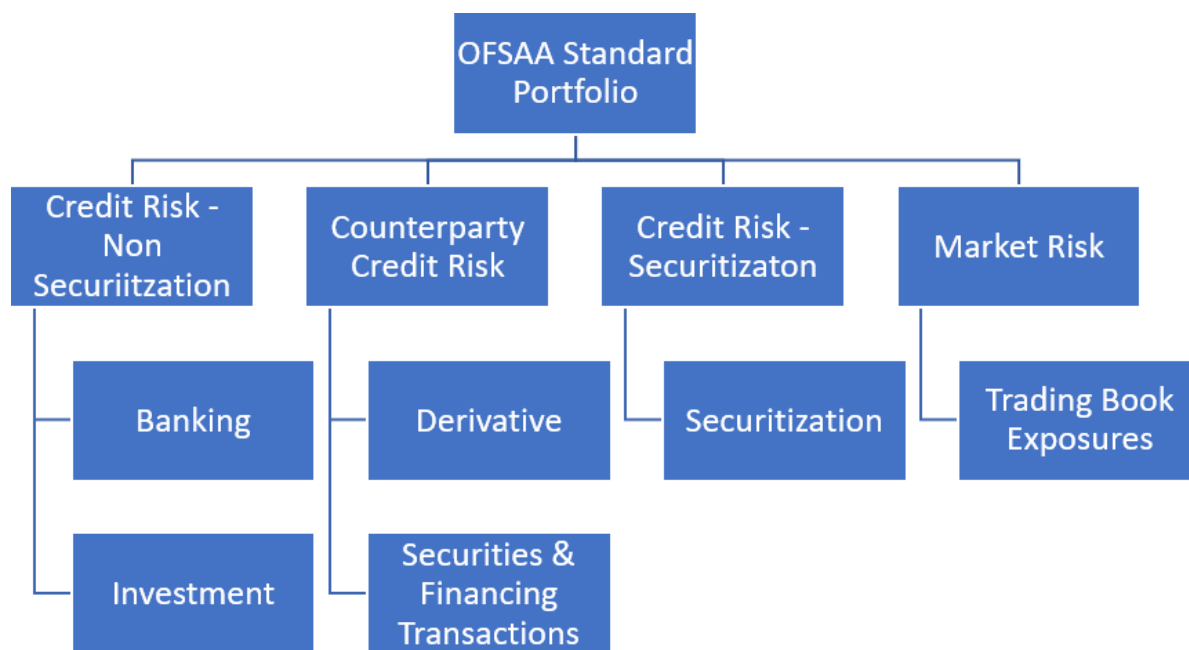 OFSAA Standard
Portfolio
Credit Risk -
Non
Securiitzation
Counterparty
Credit Risk
Credit Risk -
Securitizaton
Market Risk
Banking
Derivative
Securitization
Trading Book
Exposures
Investment
Securities &
Financing
Transactions